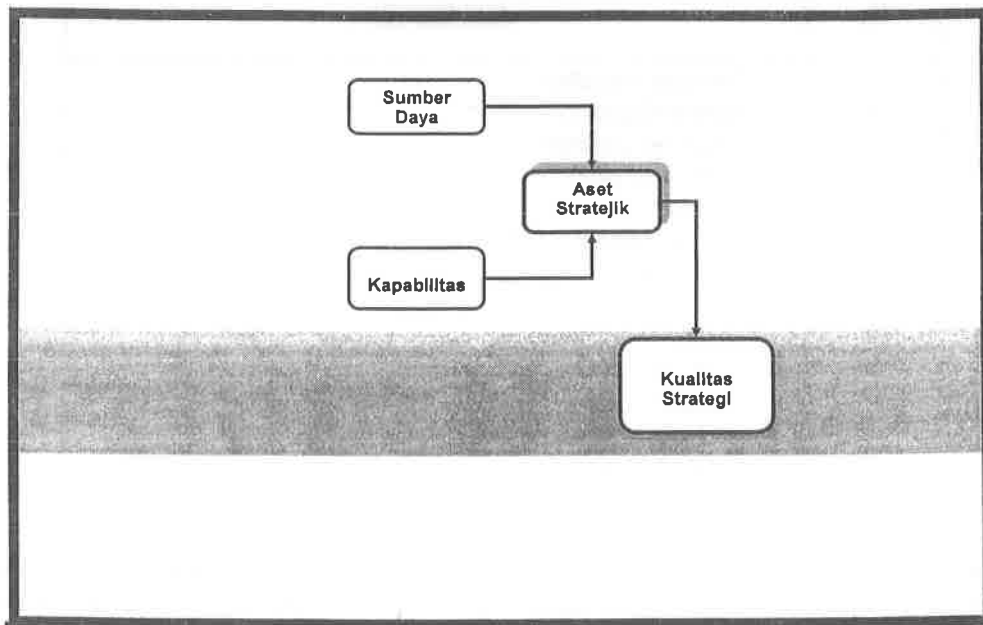 Sumber
Daya
Aset
Stratejik
Kapabilitas
Kualitas
Strategi